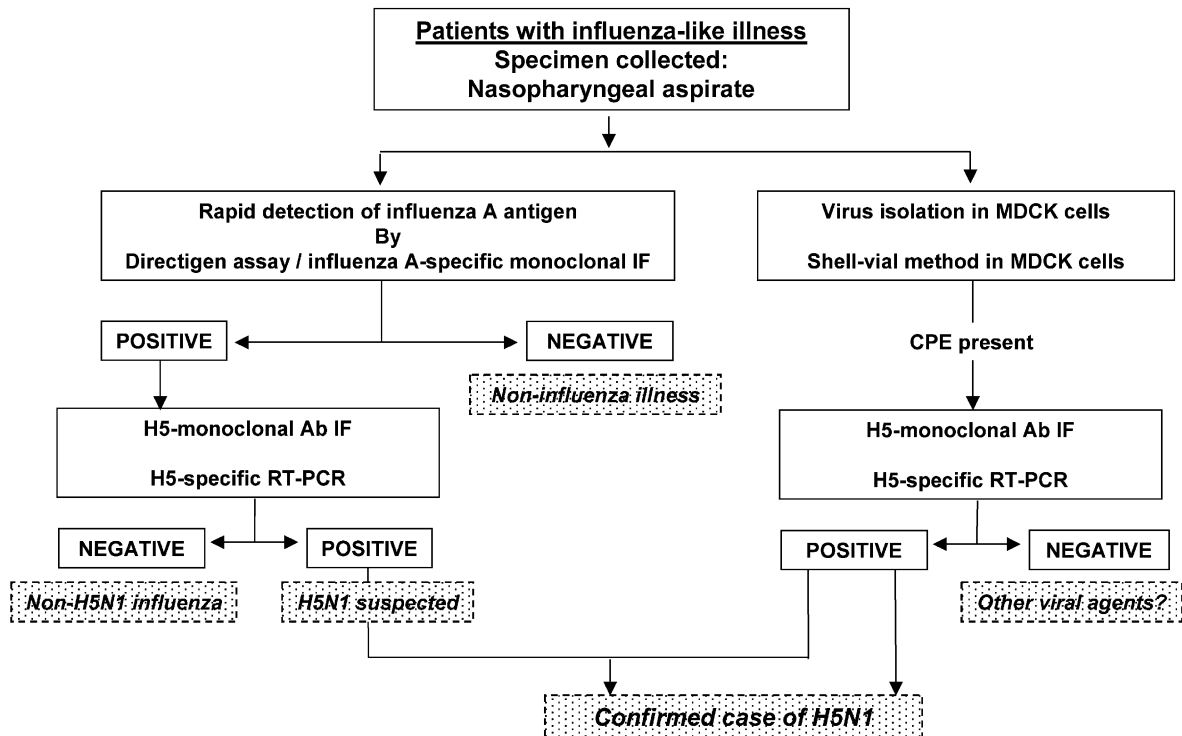 Patients with influenza-like illness
Specimen collected:
Nasopharyngeal aspirate
Rapid detection of influenza A antigen
By
Directigen assay / influenza A-specific monoclonal IF
Virus isolation in MDCK cells
Shell-vial method in MDCK cells
POSITIVE
NEGATIVE
Non-influenza illness
CPE present
H5-monoclonal Ab IF
H5-specific RT-PCR
H5-monoclonal Ab IF
H5-specific RT-PCR
NEGATIVE
POSITIVE
Non-H5N1 influenza
H5N1 suspected
POSITIVE
NEGATIVE
Other viral agents?
Confirmed case of H5N1